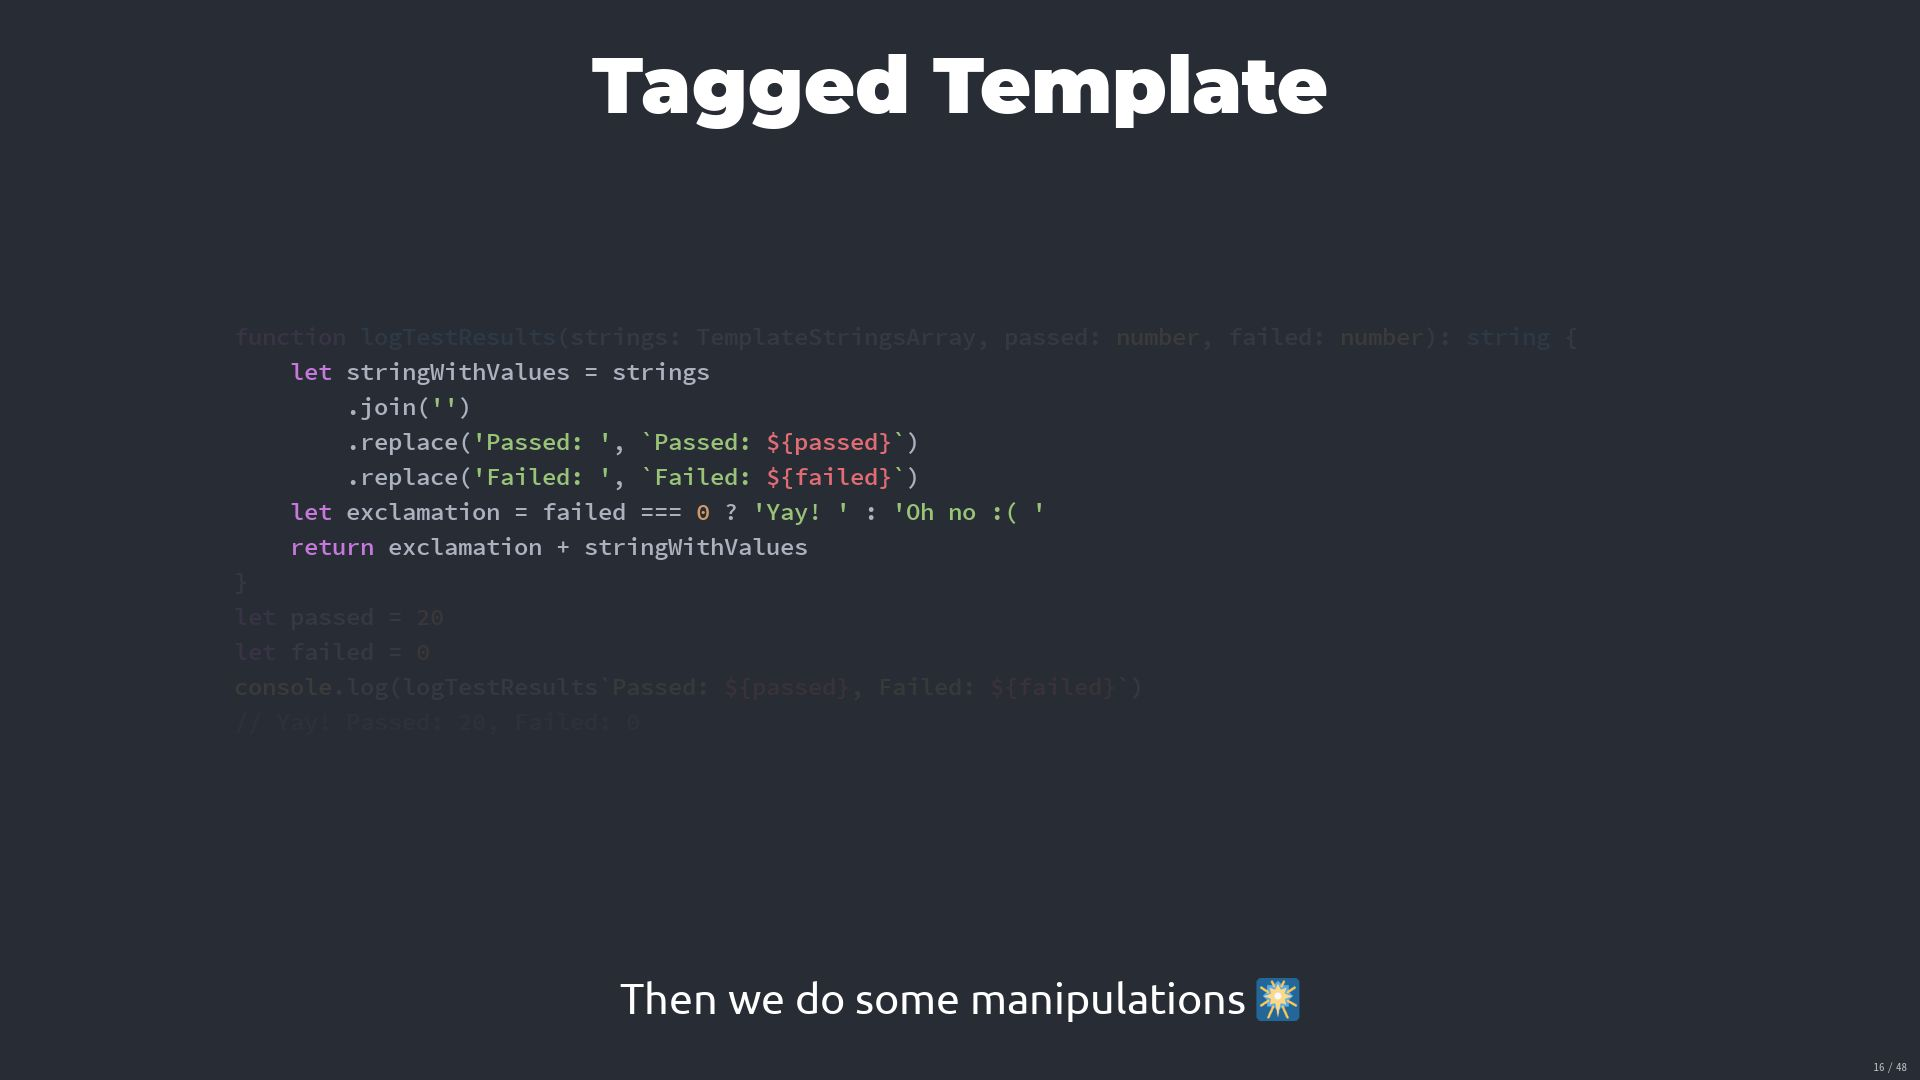 Tagged Template
function logTestResults(strings: TemplateStringsArray, passed: number, failed: number): string {
    let stringWithValues = strings
        .join('')
        .replace('Passed: ', `Passed: ${passed}`)
        .replace('Failed: ', `Failed: ${failed}`)
    let exclamation = failed === 0 ? 'Yay! ' : 'Oh no :( '
    return exclamation + stringWithValues
}
let passed = 20
let failed = 0
console.log(logTestResults`Passed: ${passed}, Failed: ${failed}`)
// Yay! Passed: 20, Failed: 0
Then we do some manipulations 🎇
16 / 48